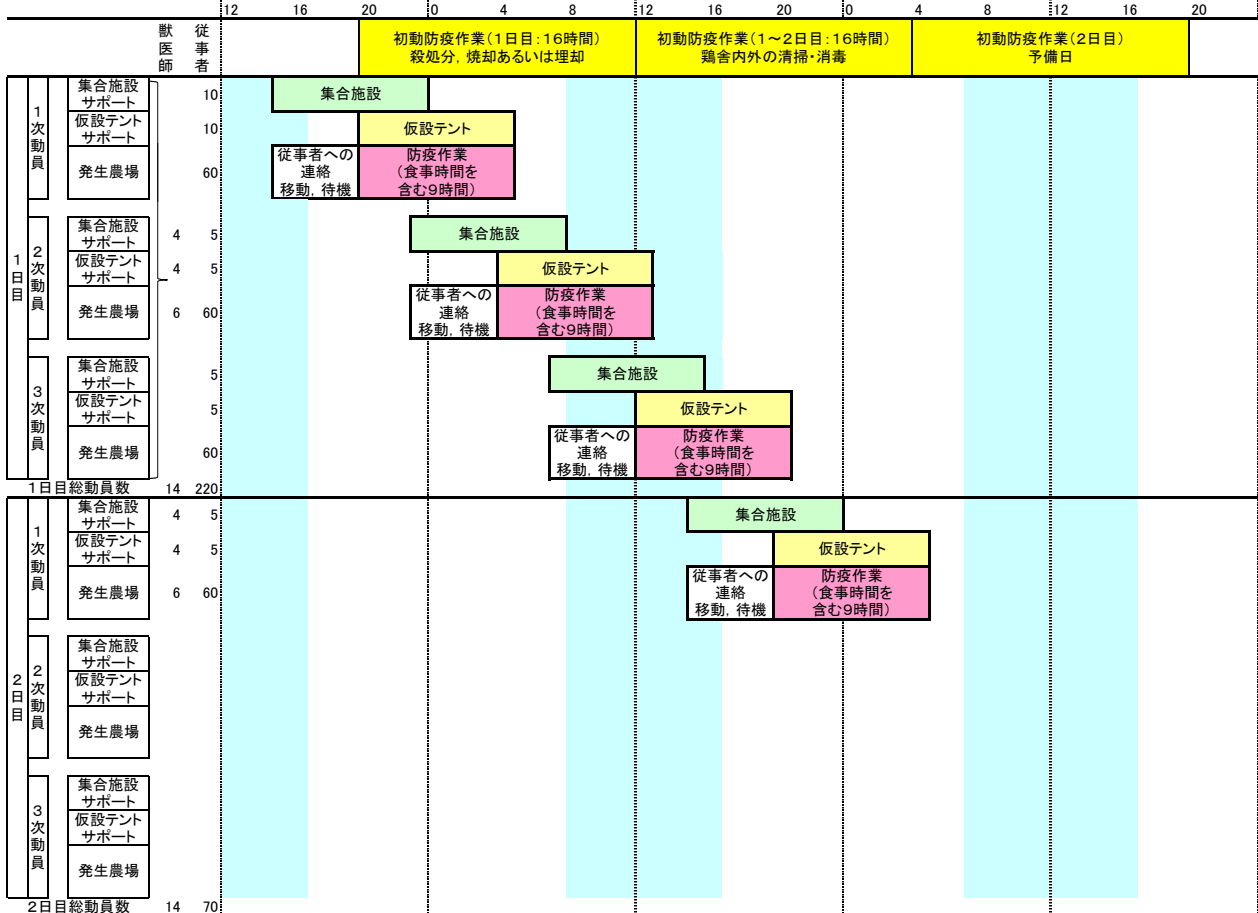 12 16 20 0 4 8 12 16 20 0 4 8 12 16 20
獣医師
従事者
初動防疫作業(1日目:16時間)
殺処分,焼却あるいは埋却
初動防疫作業(1～2日目:16時間)
鶏舎内外の清掃・消毒
初動防疫作業(2日目)
予備日
1日目
1次動員
集合施設
サポート
10
集合施設
仮設テント
サポート
10
仮設テント
発生農場
60
従事者への
連絡
移動,待機
防疫作業
(食事時間を
含む9時間)
2次動員
集合施設
サポート
4 5
集合施設
仮設テント
サポート
4 5
仮設テント
発生農場
6 60
従事者への
連絡
移動,待機
防疫作業
(食事時間を
含む9時間)
3次動員
集合施設
サポート
5
集合施設
仮設テント
サポート
5
仮設テント
発生農場
60
従事者への
連絡
移動,待機
防疫作業
(食事時間を
含む9時間)
1日目総動員数 14 220
2日目
1次動員
集合施設
サポート
4 5
集合施設
仮設テント
サポート
4 5
仮設テント
発生農場
6 60
従事者への
連絡
移動,待機
防疫作業
(食事時間を
含む9時間)
2次動員
集合施設
サポート
仮設テント
サポート
発生農場
3次動員
集合施設
サポート
仮設テント
サポート
発生農場
2日目総動員数 14 70